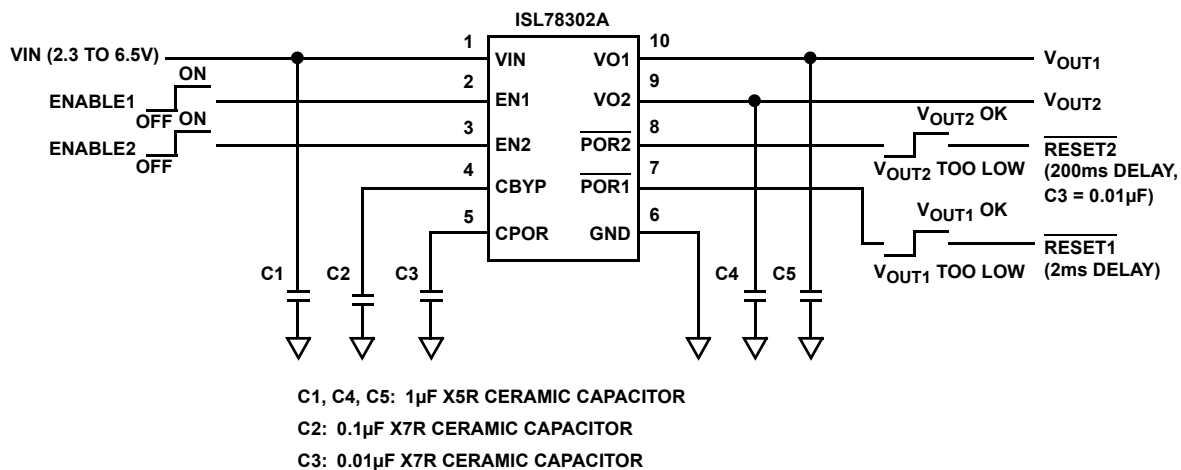 ISL78302A
VIN (2.3 TO 6.5V)
ON
ENABLE1
OFF
ON
ENABLE2
OFF
1
2
3
4
5
VIN
EN1
EN2
CBYP
CPOR
VO1
VO2
POR2
POR1
GND
10
9
8
7
6
VOUT1
VOUT2
VOUT2 OK
VOUT2 TOO LOW
RESET2
(200ms DELAY,
C3 = 0.01µF)
VOUT1 OK
VOUT1 TOO LOW
RESET1
(2ms DELAY)
C1
C2
C3
C4
C5
C1, C4, C5: 1µF X5R CERAMIC CAPACITOR
C2: 0.1µF X7R CERAMIC CAPACITOR
C3: 0.01µF X7R CERAMIC CAPACITOR